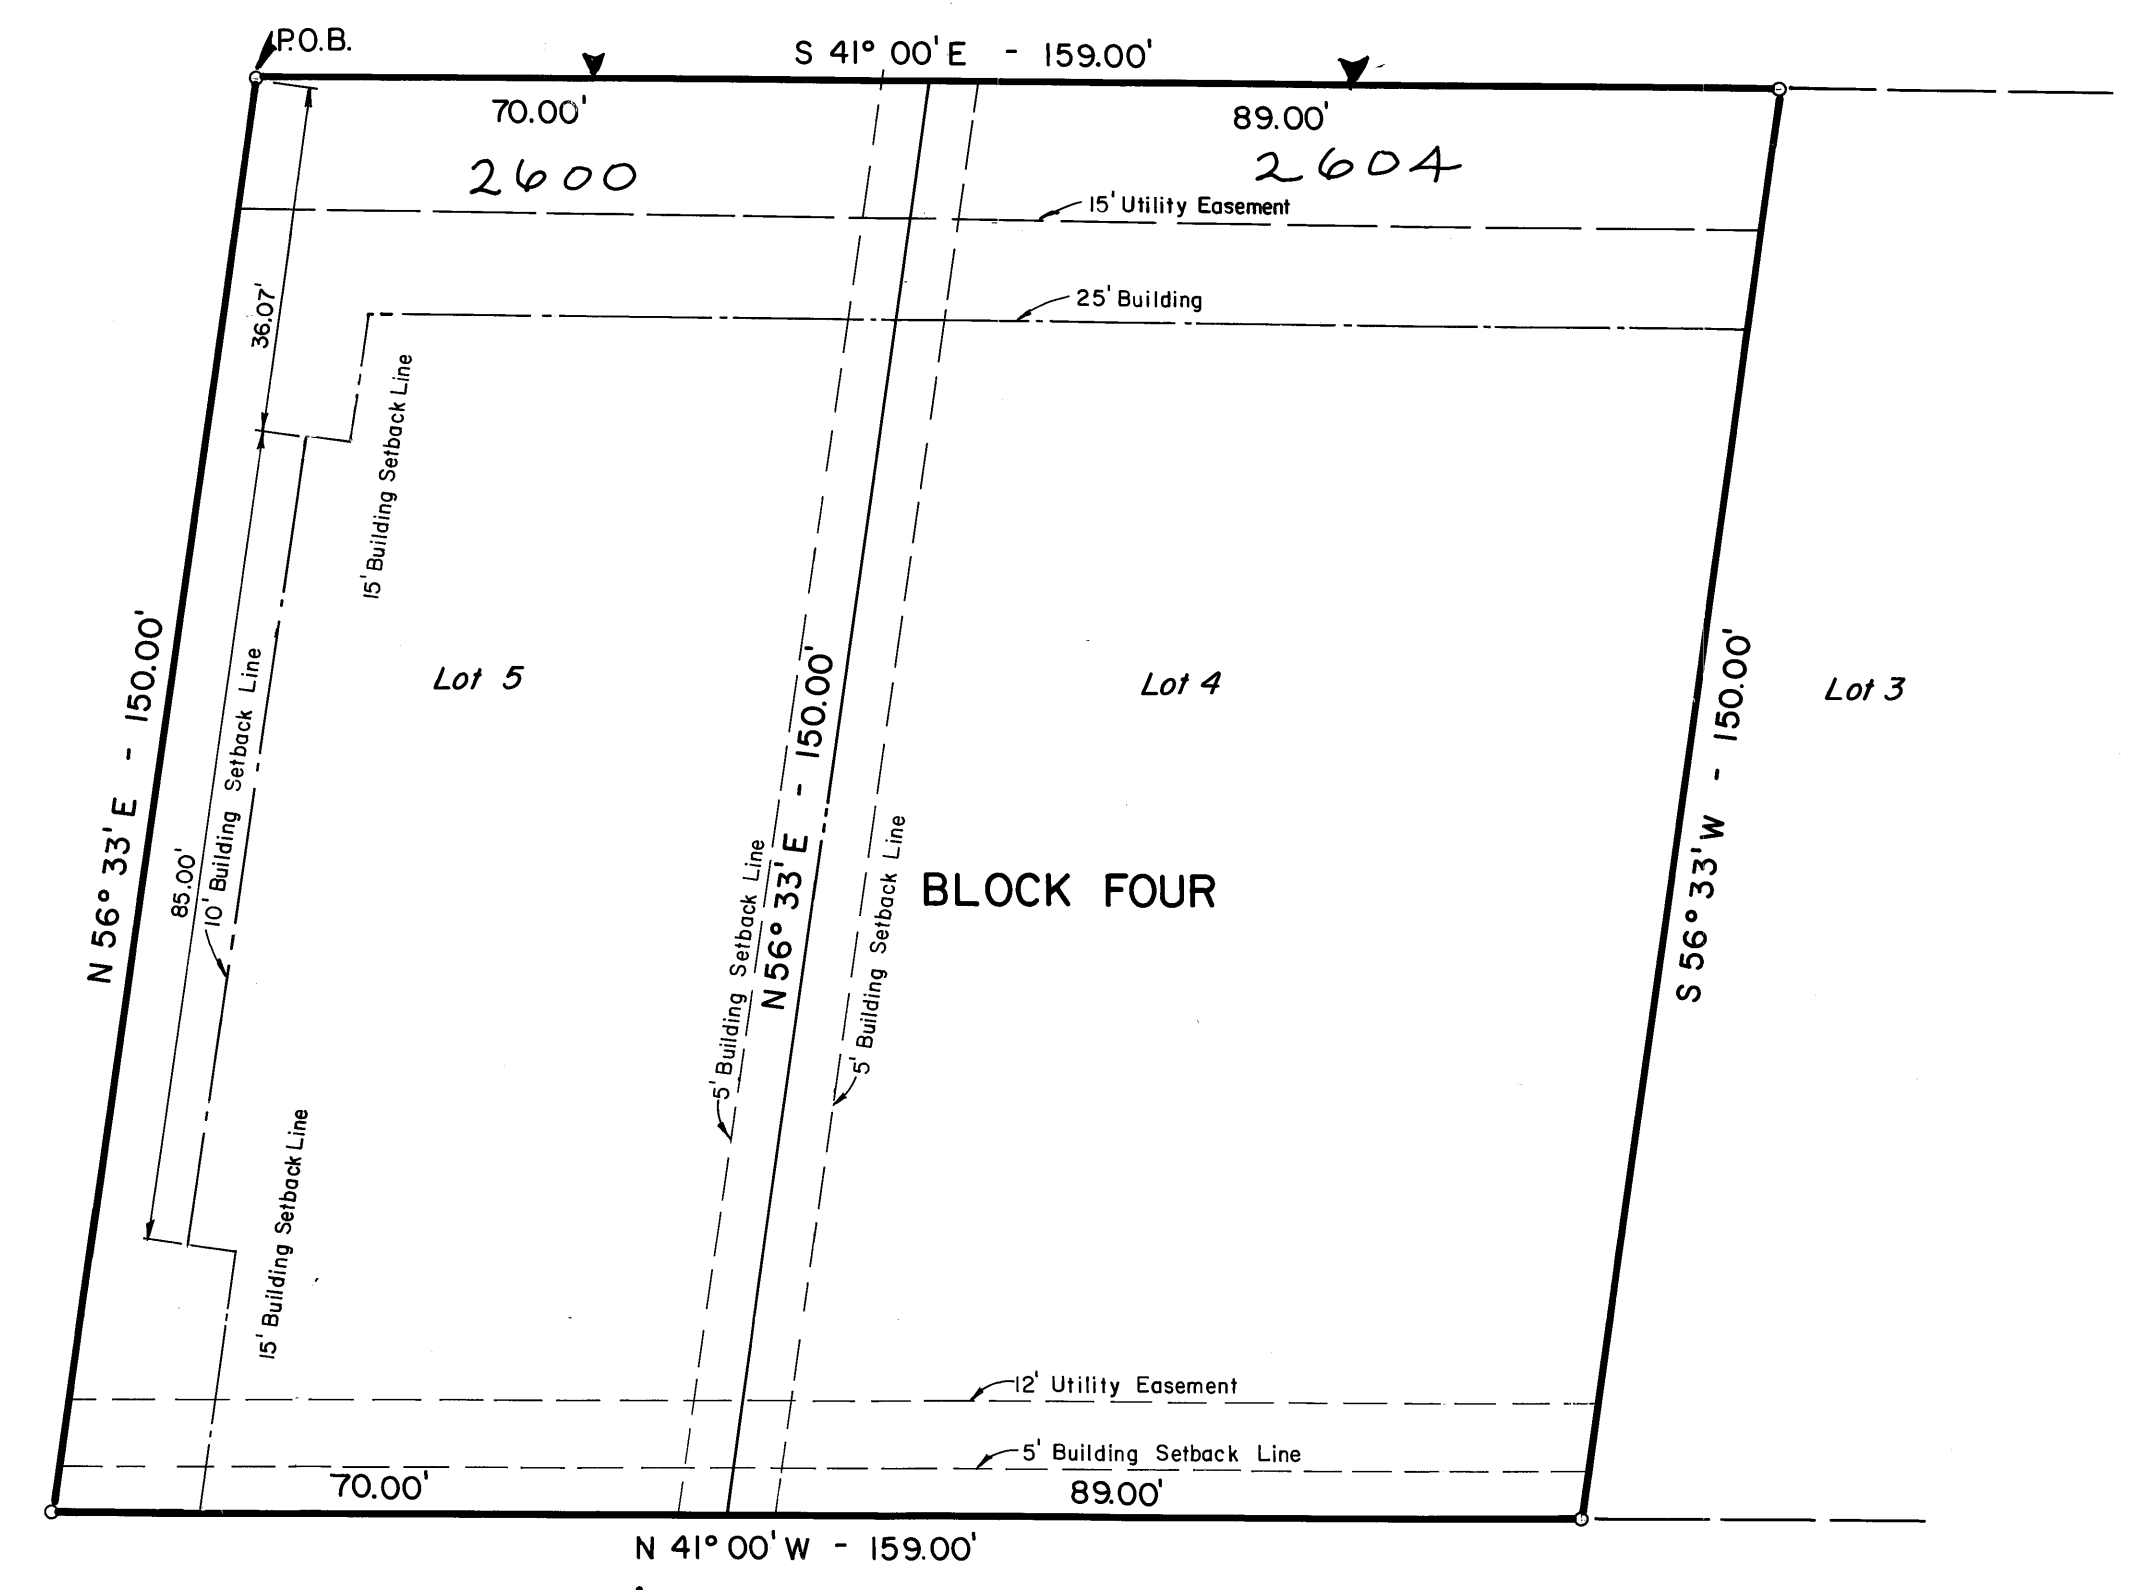 P.O.B.
S 41° 00' E - 159.00'
70.00'
89.00'
2600
2604
15' Utility Easement
25' Building
36.07'
15' Building Setback Line
N 56° 33' E - 150.00'
85.00'
10' Building Setback Line
Lot 5
N 56° 33' E - 150.00'
Lot 4
S 56° 33' W - 150.00'
Lot 3
5' Building Setback Line
5' Building Setback Line
BLOCK FOUR
15' Building Setback Line
12' Utility Easement
5' Building Setback Line
70.00'
89.00'
N 41° 00' W - 159.00'